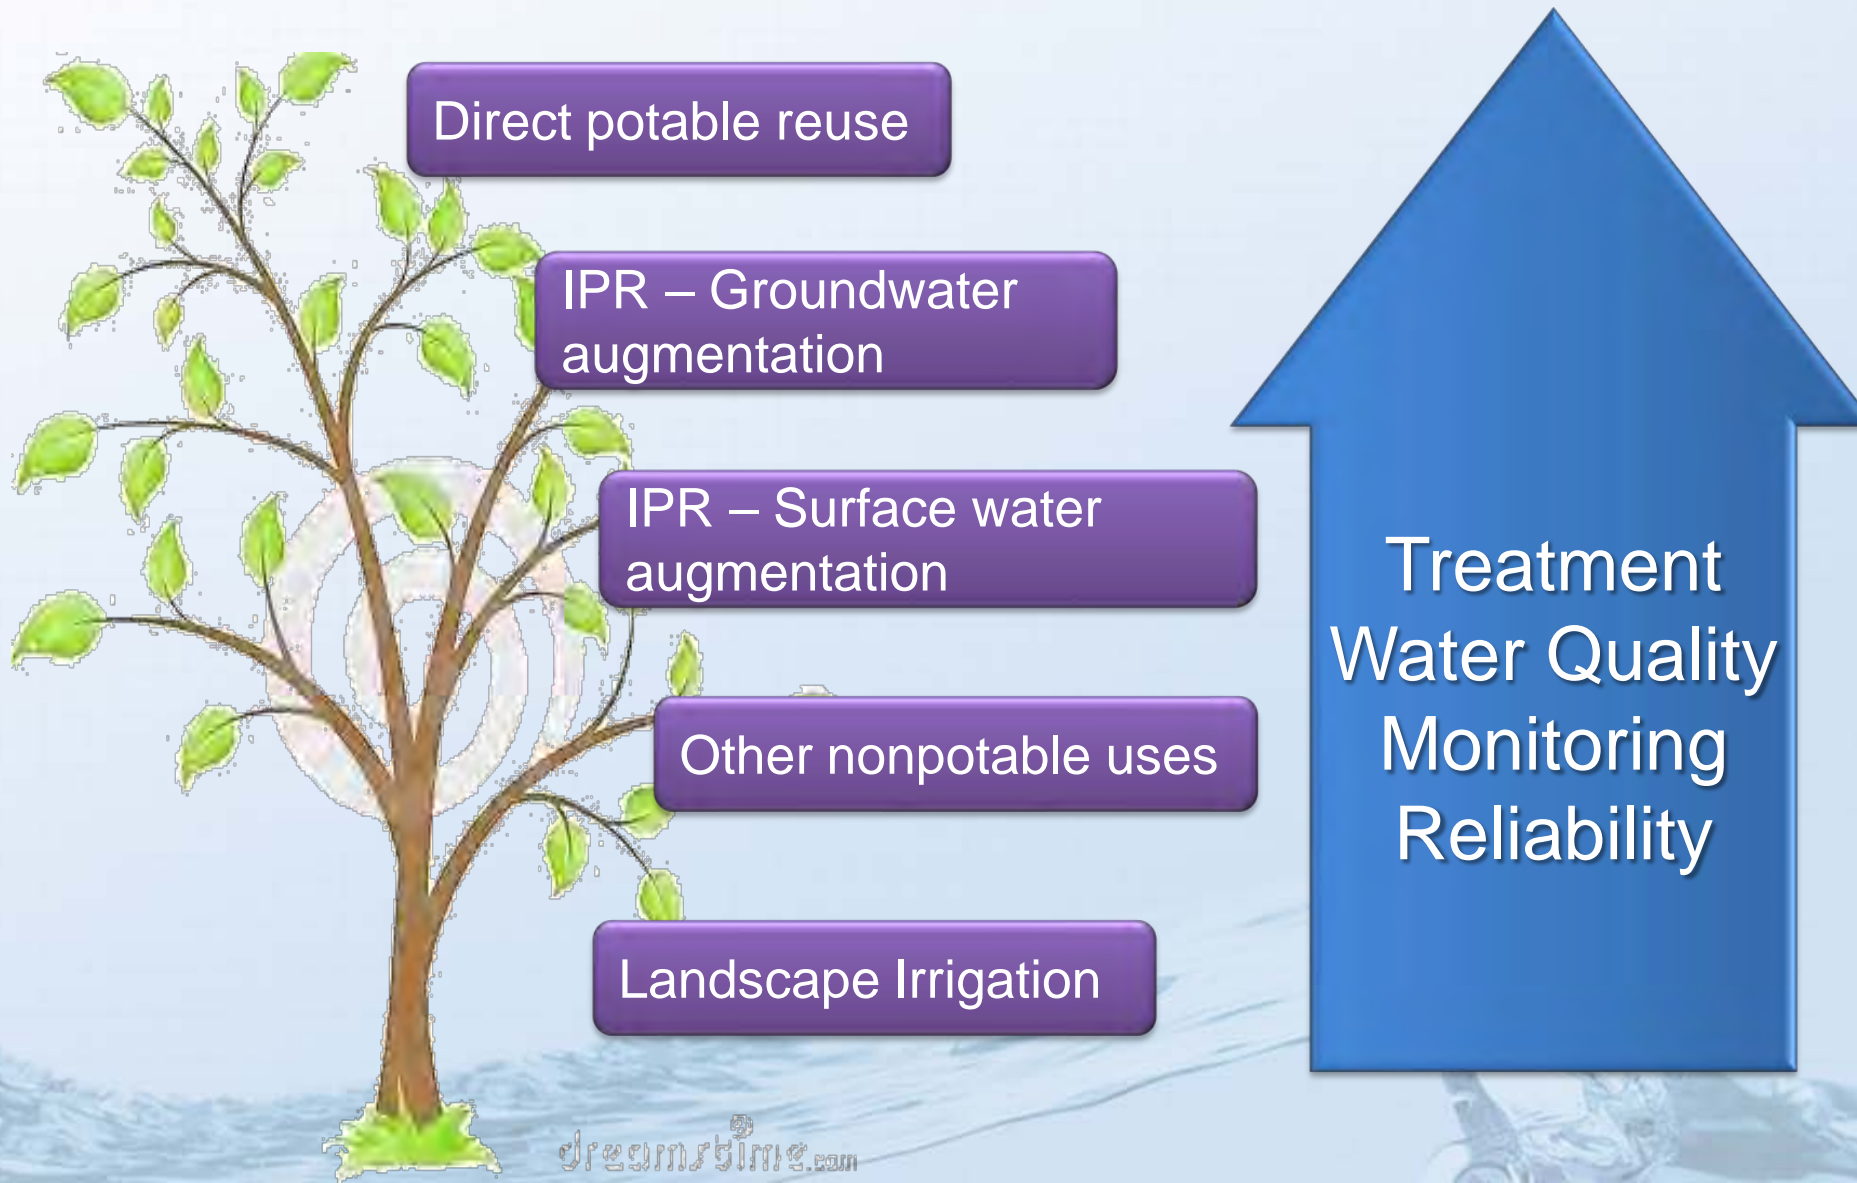 Direct potable reuse
IPR – Groundwater
augmentation
IPR – Surface water
augmentation
Other nonpotable uses
Landscape Irrigation
Treatment
Water Quality
Monitoring
Reliability
dreamstime.com